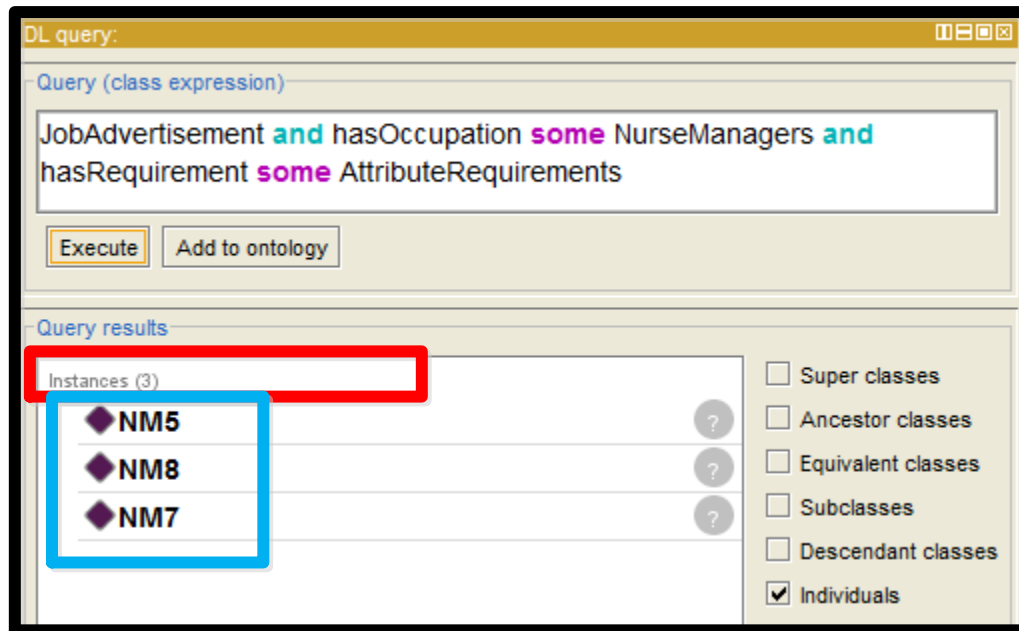 DL query:
Query (class expression)
JobAdvertisement and hasOccupation some NurseManagers and
hasRequirement some AttributeRequirements
Execute Add to ontology
Query results
Instances (3)
NM5 ?
NM8 ?
NM7 ?
Super classes
Ancestor classes
Equivalent classes
Subclasses
Descendant classes
Individuals